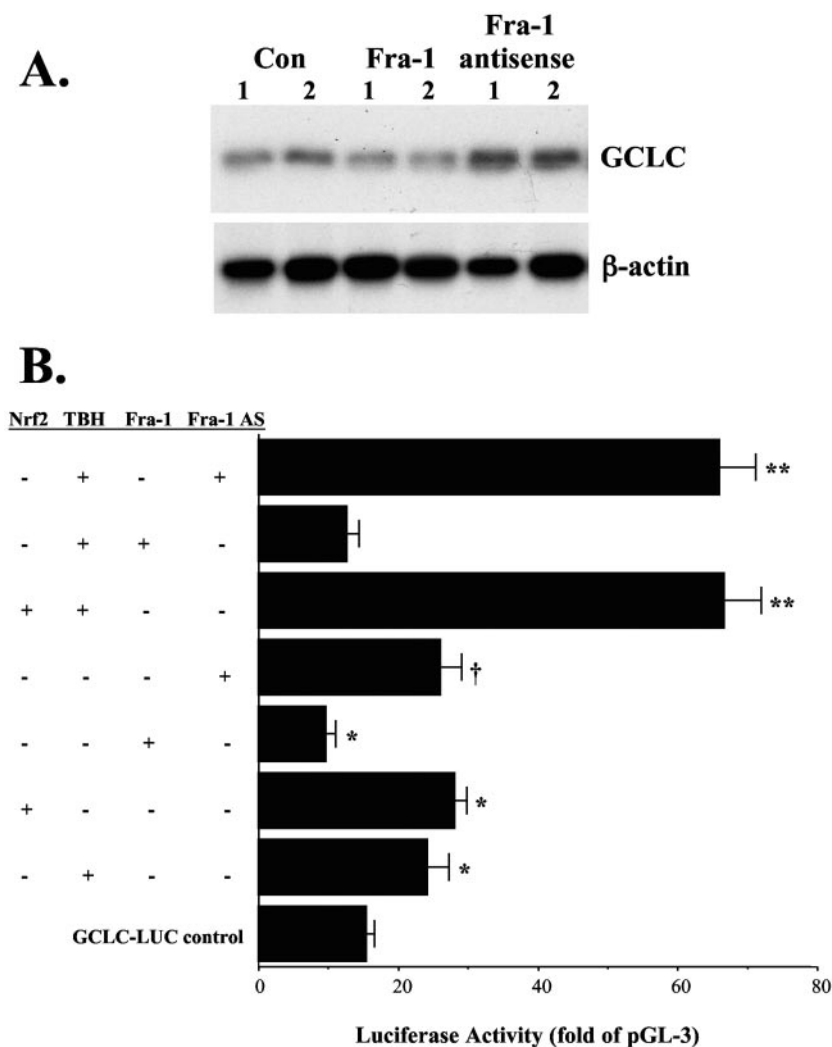 A.
Con Fra-1 Fra-1 antisense
1 2 1 2 1 2
GCLC
β-actin
B.
Nrf2 TBH Fra-1 Fra-1 AS
- + - + **
- + + -
+ + - - **
- - - + †
- - + - *
+ - - - *
- + - - *
GCLC-LUC control
0 20 40 60 80
Luciferase Activity (fold of pGL-3)